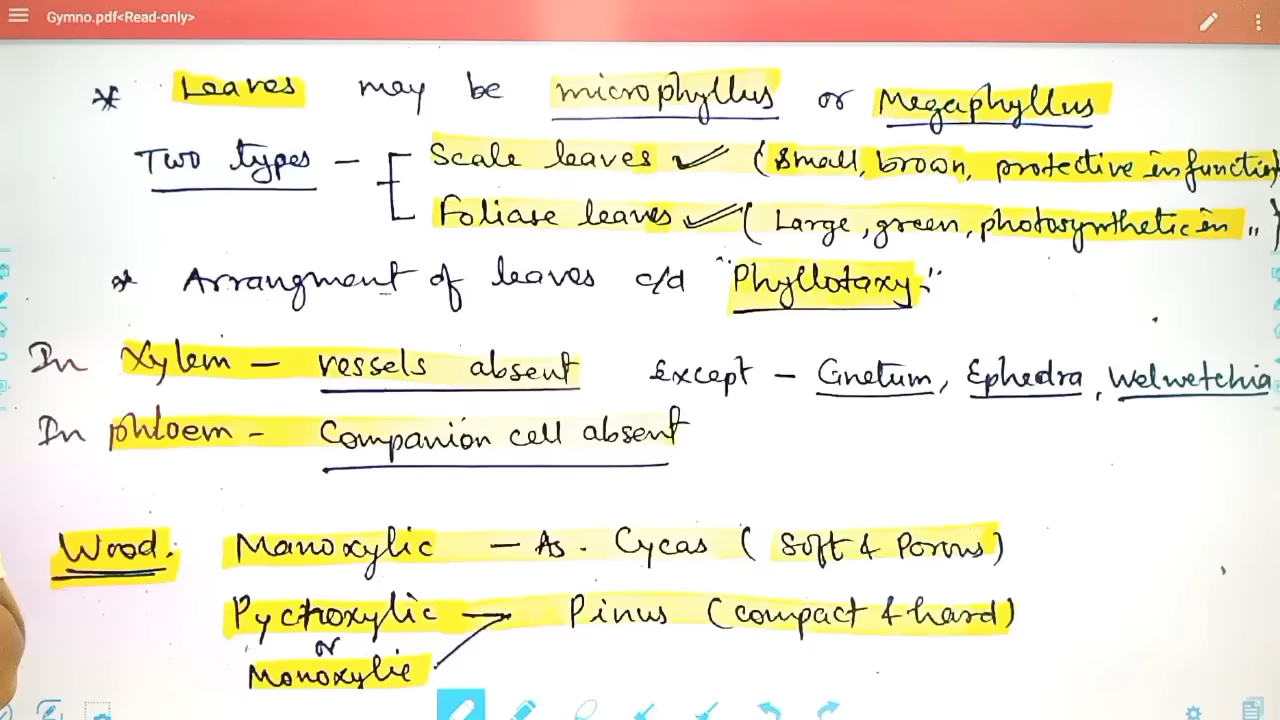 Gymno.pdf<Read-only>
* Leaves may be microphyllus or Megaphyllus
Two types - Scale leaves ✓ (Small, brown, protective in function)
Foliase leaves ✓ (Large, green, photosynthetic in ")
* Arrangment of leaves c/d "Phyllotaxy."
In Xylem - vessels absent Except - Gnetum, Ephedra, Welwetchia
In phloem - Companion cell absent
Wood. Manoxylic - As. Cycas (Soft & Porous)
Pycnoxylic - Pinus (compact & hard)
or
Monoxylic